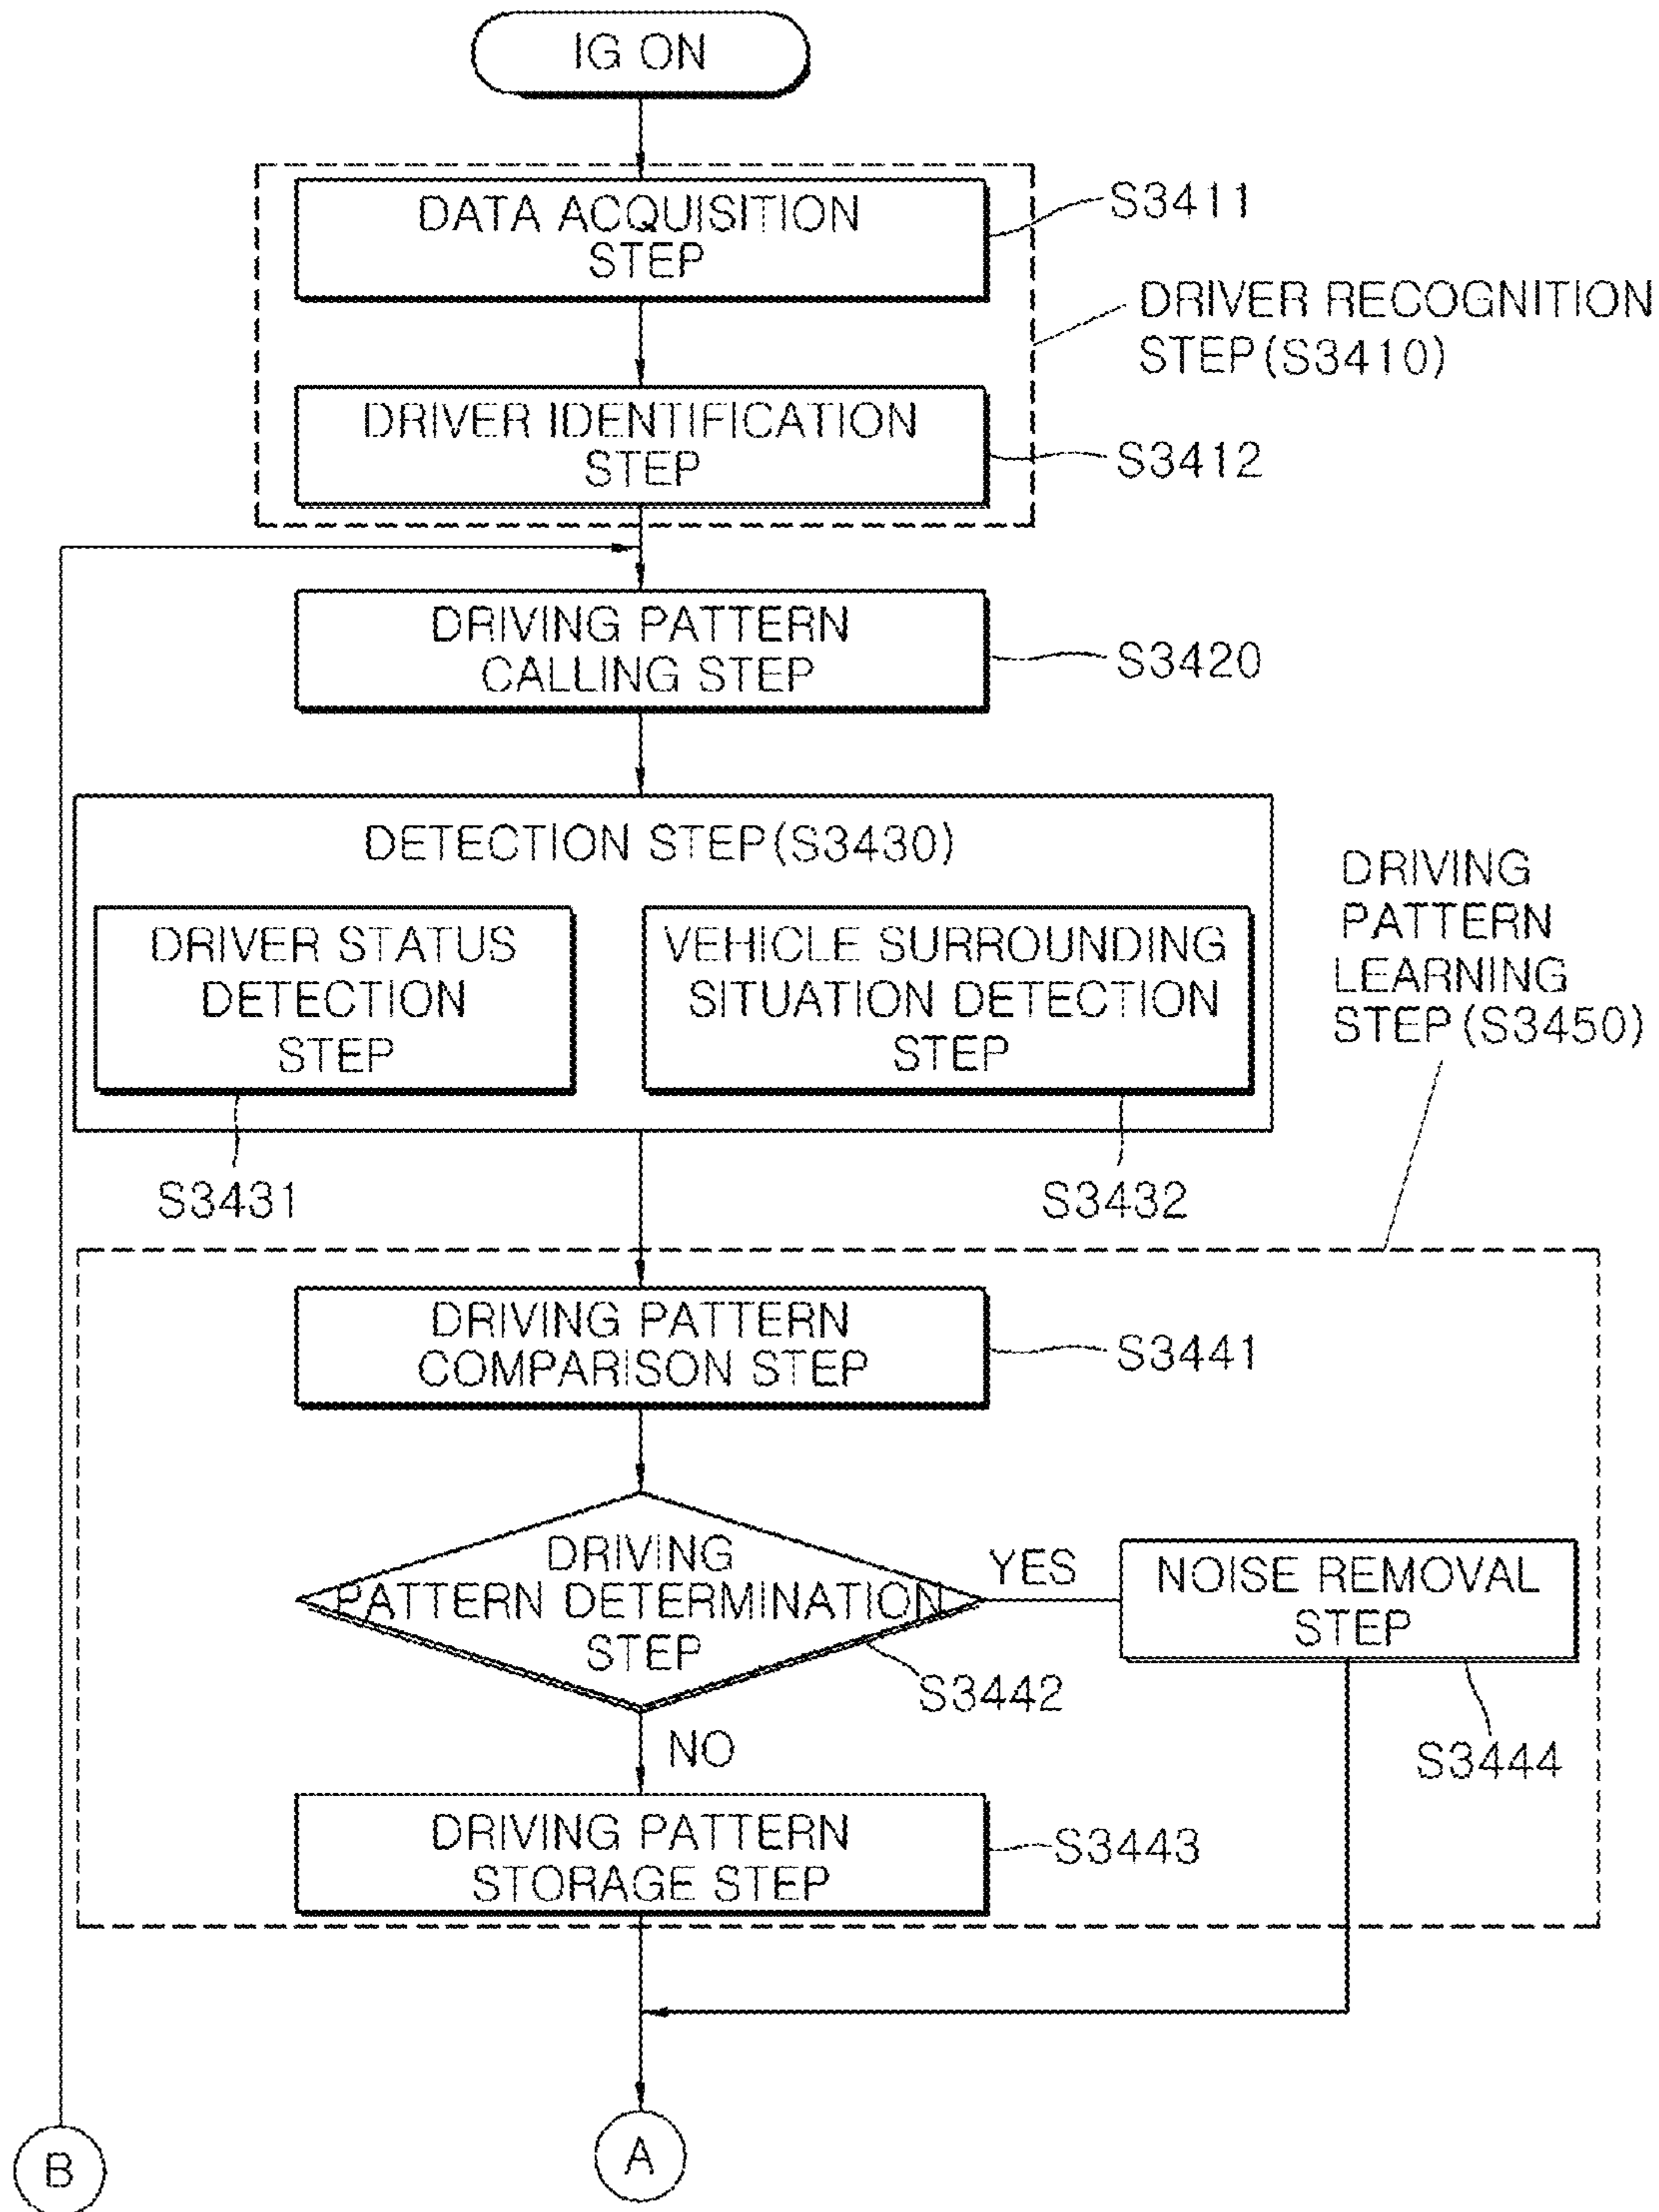 IG ON
DATA ACQUISITION
STEP
S3411
DRIVER RECOGNITION
STEP(S3410)
DRIVER IDENTIFICATION
STEP
S3412
DRIVING PATTERN
CALLING STEP
S3420
DETECTION STEP(S3430)
DRIVER STATUS
DETECTION
STEP
VEHICLE SURROUNDING
SITUATION DETECTION
STEP
S3431
S3432
DRIVING
PATTERN
LEARNING
STEP(S3450)
DRIVING PATTERN
COMPARISON STEP
S3441
DRIVING
PATTERN DETERMINATION
STEP
S3442
YES
NOISE REMOVAL
STEP
S3444
NO
DRIVING PATTERN
STORAGE STEP
S3443
B
A